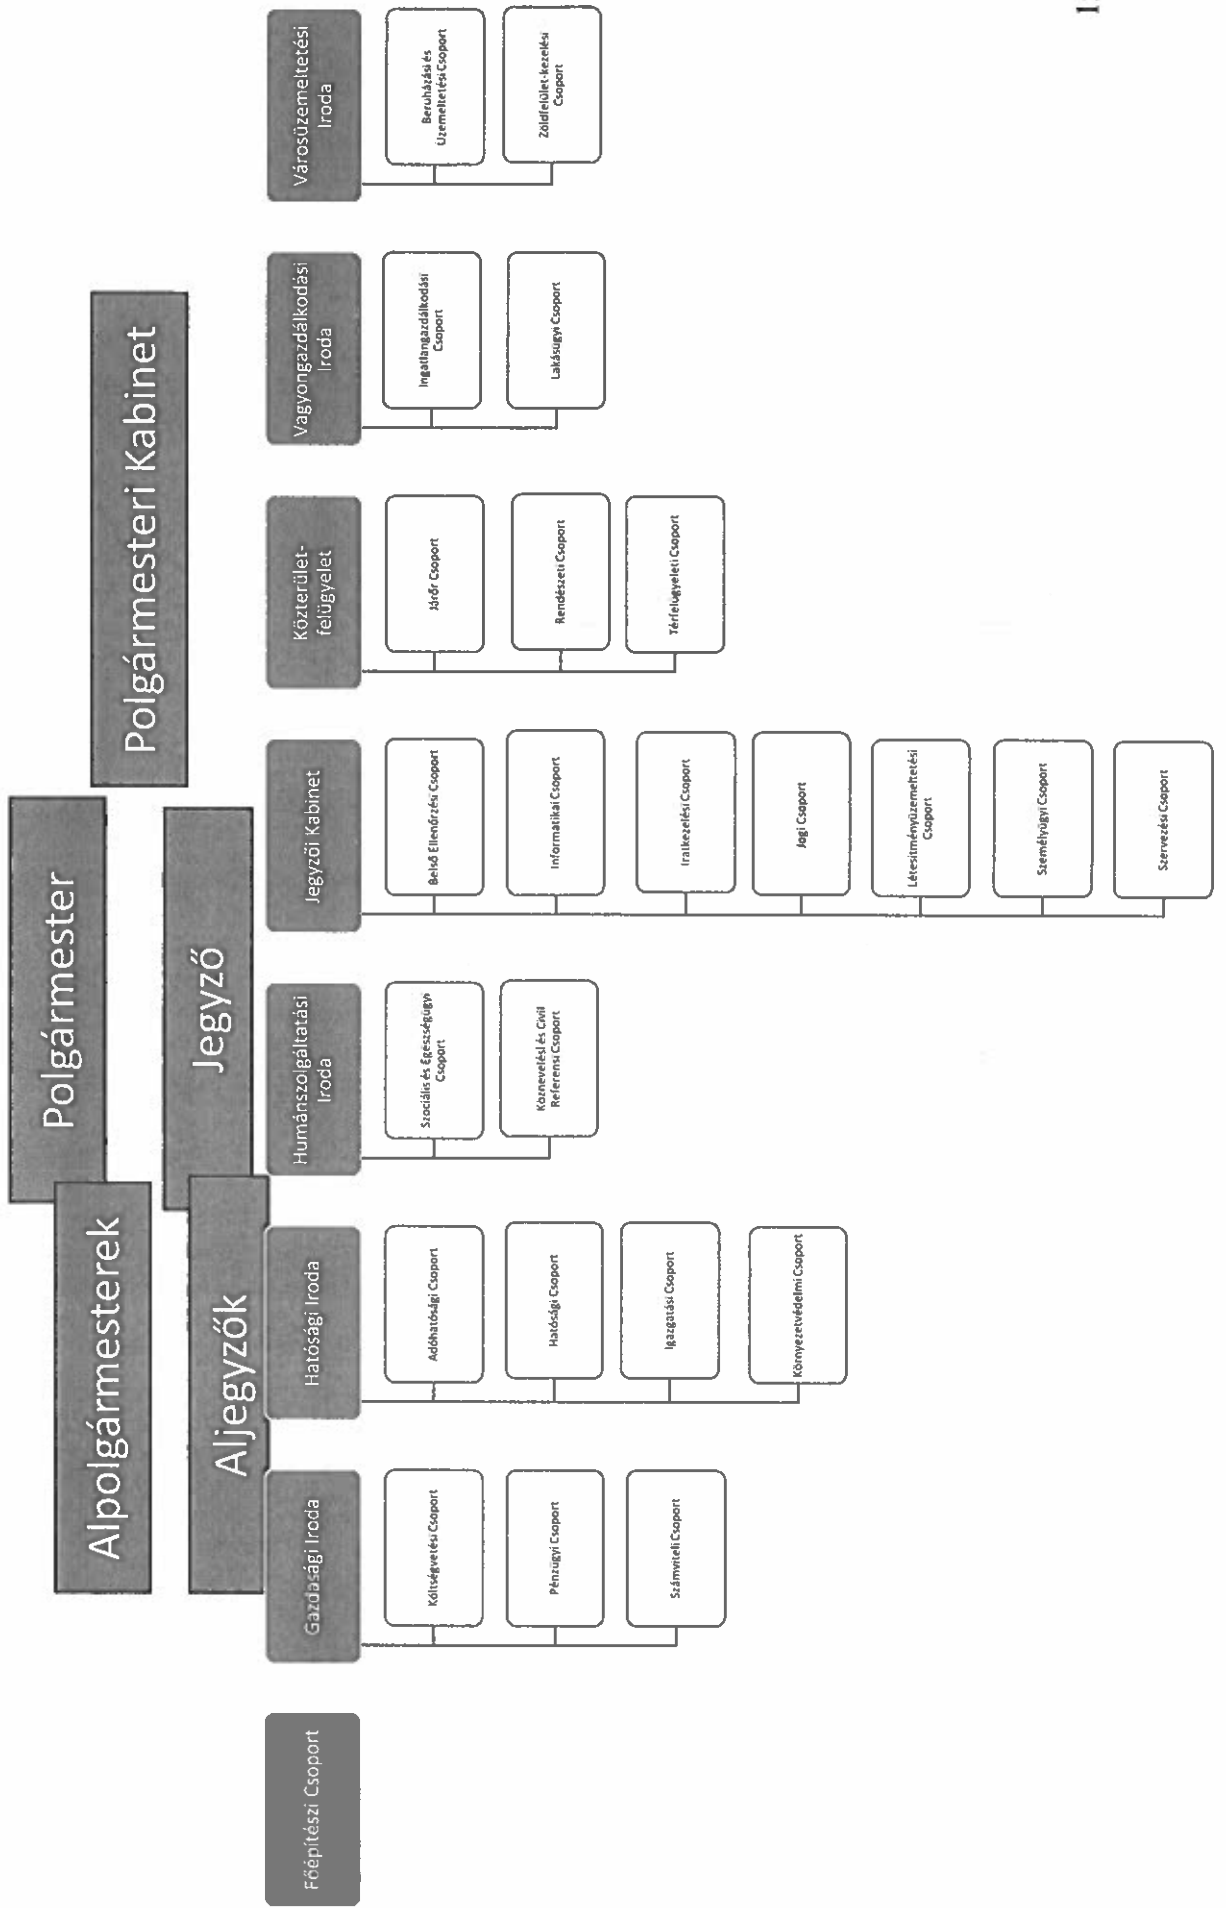 Polgármester
Alpolgármesterek
Polgármesteri Kabinet
Jegyző
Aljegyzők
Főépítészi Csoport
Gazdasági Iroda
Költségvetési Csoport
Pénzügyi Csoport
Számviteli Csoport
Hatósági Iroda
Adóhatósági Csoport
Hatósági Csoport
Igazgatási Csoport
Környezetvédelmi Csoport
Humánszolgáltatási
Iroda
Szociális és Egészségügyi
Csoport
Köznevelési és Civil
Referensi Csoport
Jegyzői Kabinet
Belső Ellenőrzési Csoport
Informatikai Csoport
Iratkezelési Csoport
Jogi Csoport
Létesítményüzemeltetési
Csoport
Személyügyi Csoport
Szervezési Csoport
Közterület-
felügyelet
Járőr Csoport
Rendészeti Csoport
Térfelügyeleti Csoport
Vagyongazdálkodási
Iroda
Ingatlangazdálkodási
Csoport
Lakásügyi Csoport
Városüzemeltetési
Iroda
Beruházási és
Üzemeltetési Csoport
Zöldfelület-kezelési
Csoport
1